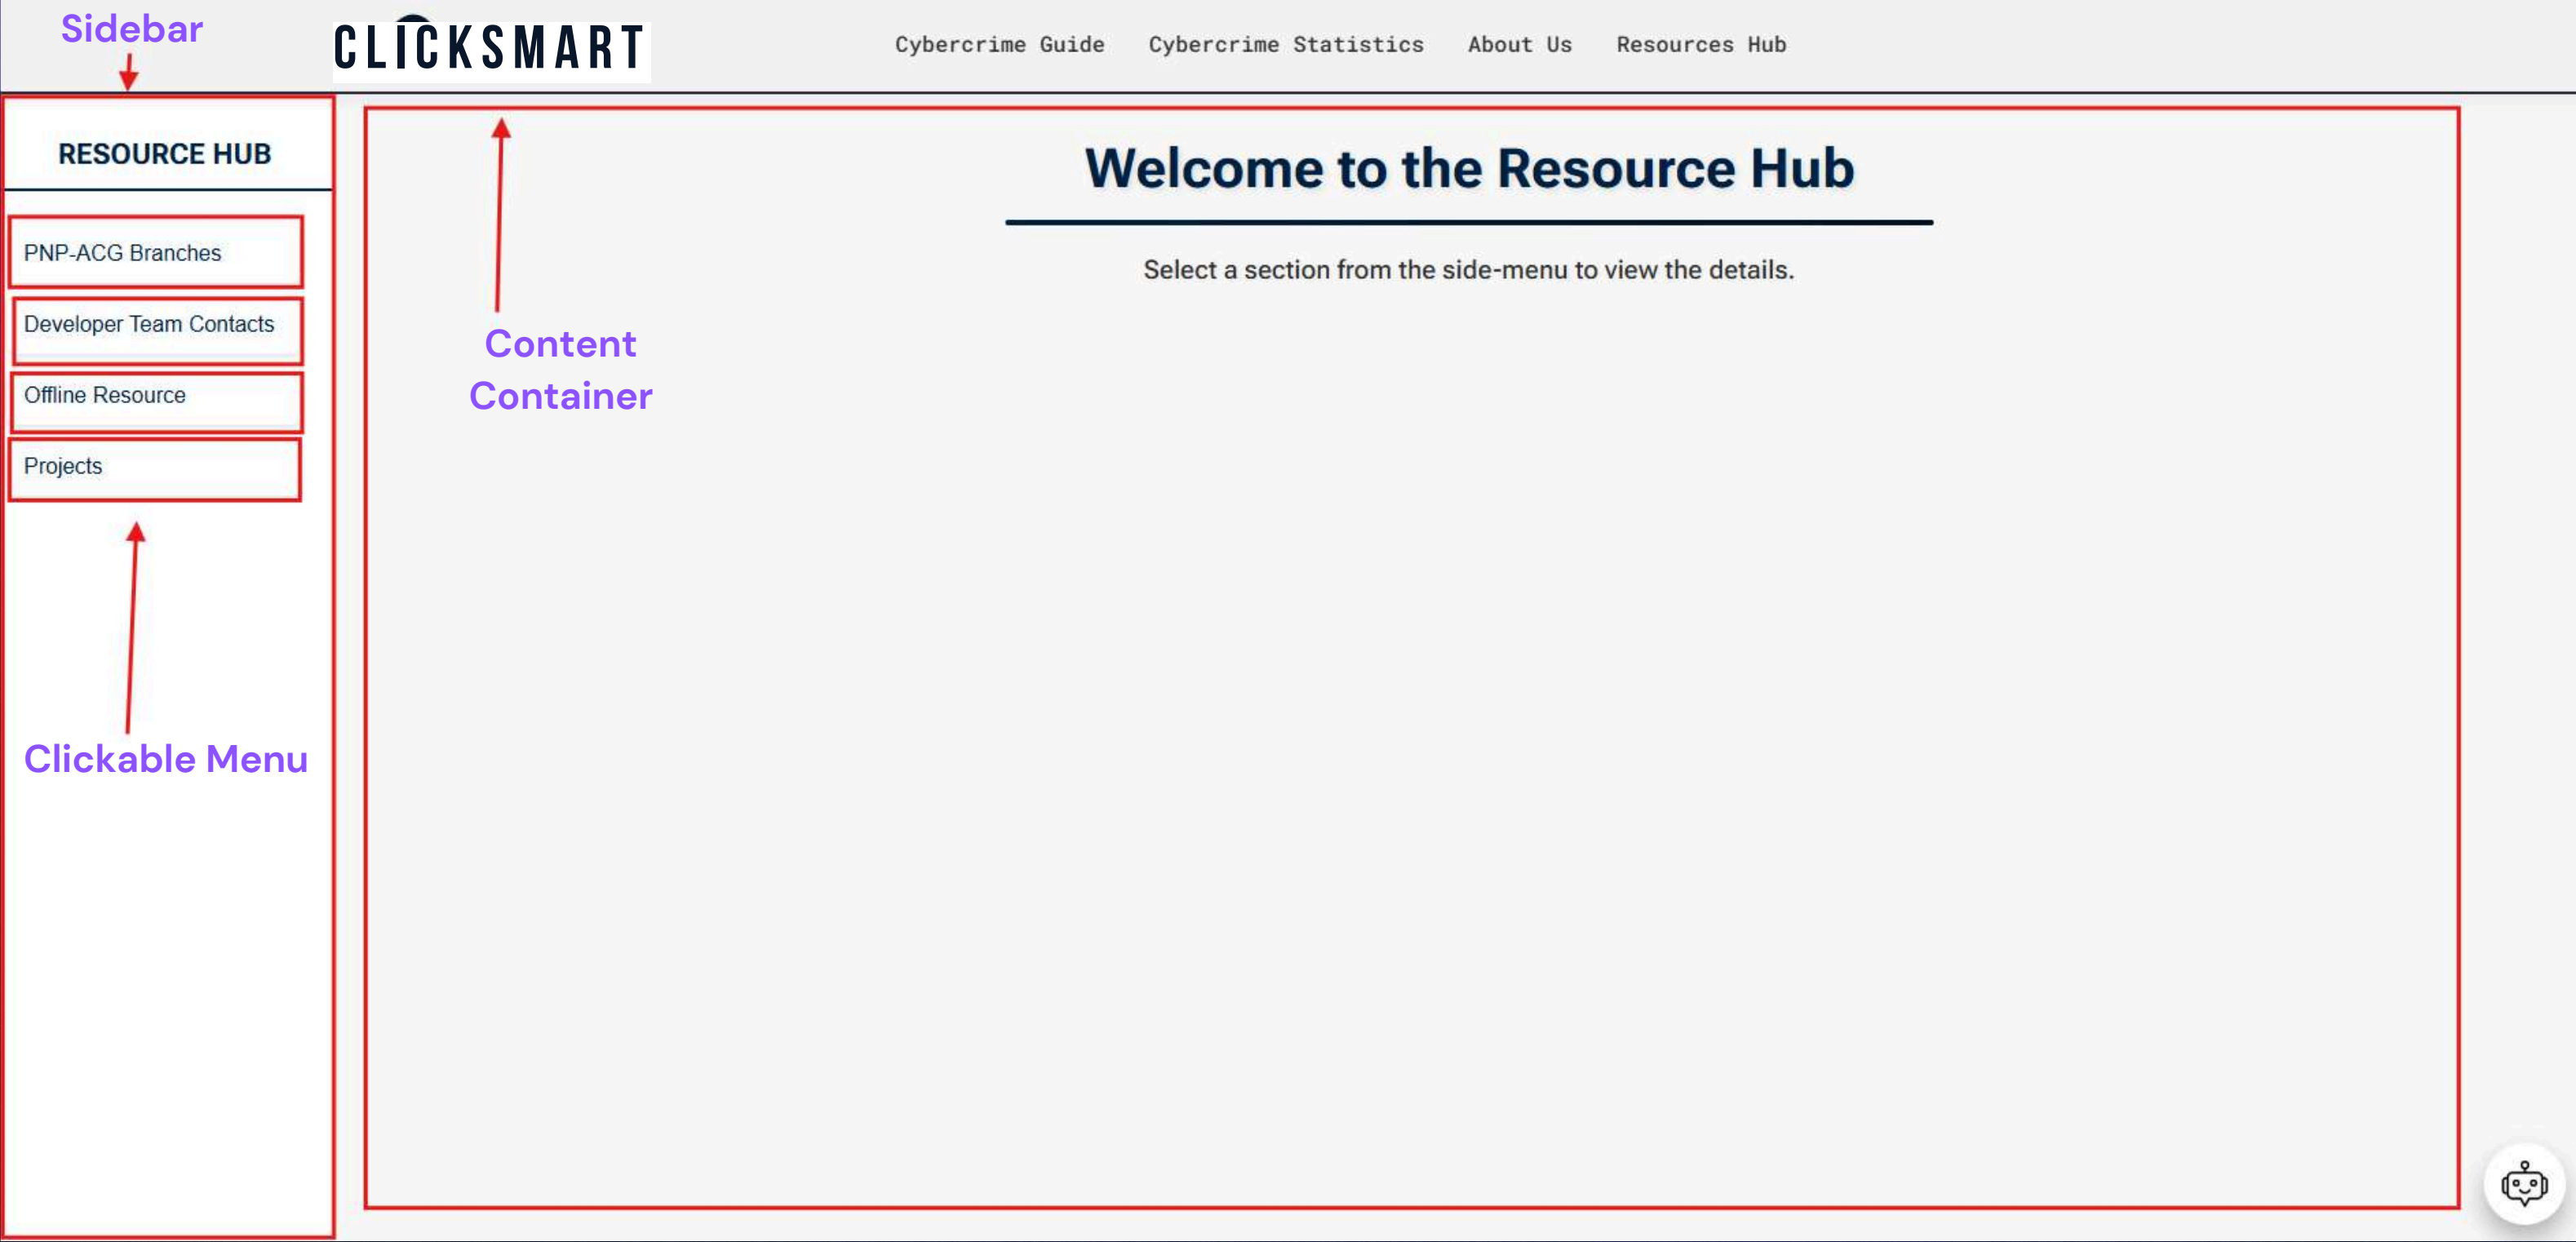 Sidebar
CLICKSMART
Cybercrime Guide Cybercrime Statistics About Us Resources Hub
RESOURCE HUB
PNP-ACG Branches
Developer Team Contacts
Offline Resource
Projects
Clickable Menu
Welcome to the Resource Hub
Select a section from the side-menu to view the details.
Content
Container